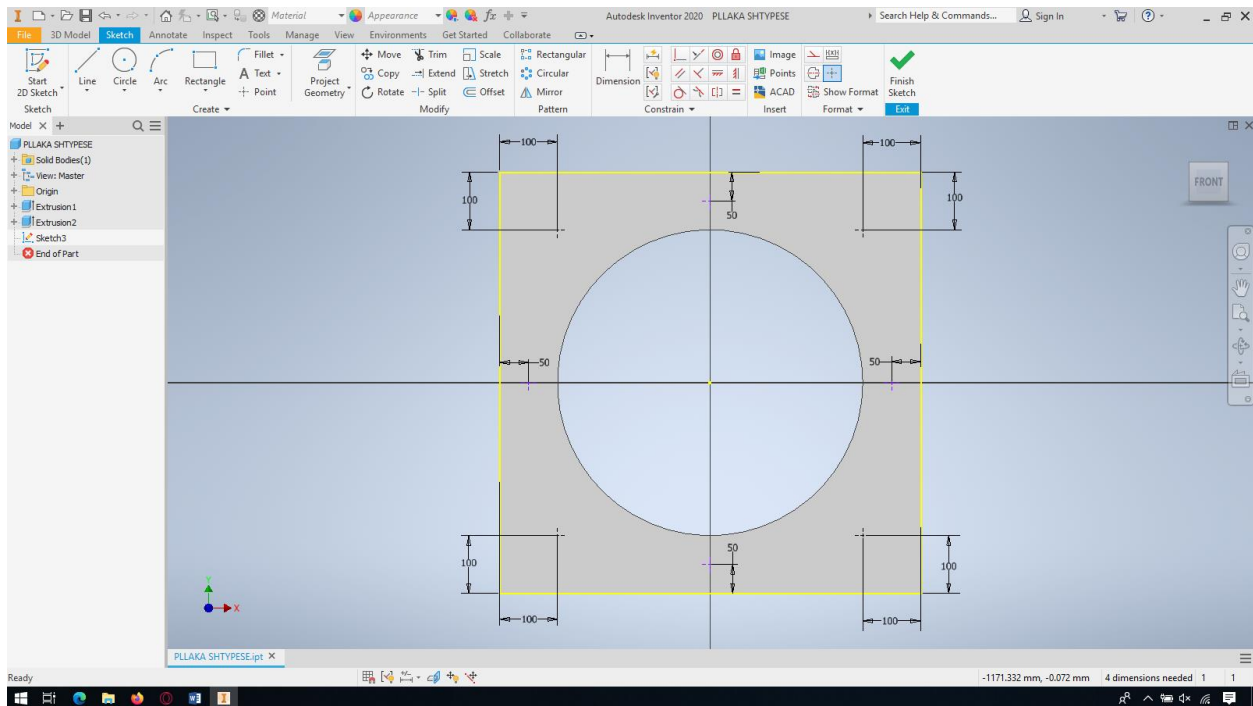 Material Appearance fx Autodesk Inventor 2020 PLLAKA SHTYPESE Search Help & Commands... Sign In
File 3D Model Sketch Annotate Inspect Tools Manage View Environments Get Started Collaborate
Start 2D Sketch
Line
Circle
Arc
Rectangle
Fillet
A Text
Point
Project Geometry
Move Trim Scale
Copy Extend Stretch
Rotate Split Offset
Rectangular
Circular
Mirror
Dimension
Image
Points
ACAD
Show Format
Finish Sketch
Sketch Create Modify Pattern Constrain Insert Format Exit
Model
PLLAKA SHTYPESE
Solid Bodies(1)
View: Master
Origin
Extrusion1
Extrusion2
Sketch3
End of Part
100 100
100 50 100
FRONT
50 50
100 50 100
100 100
Y
X
PLLAKA SHTYPESE.ipt
Ready -1171.332 mm, -0.072 mm 4 dimensions needed 1 1